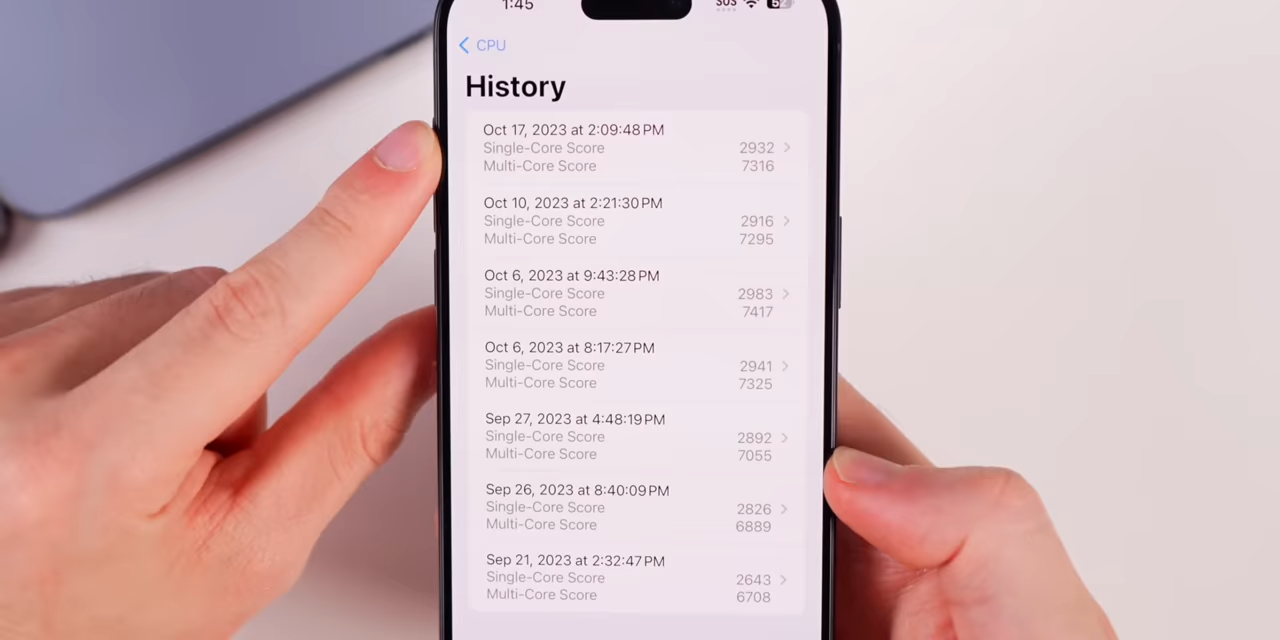 1:45
SOS
62
CPU
History
Oct 17, 2023 at 2:09:48 PM
Single-Core Score 2932
Multi-Core Score 7316
Oct 10, 2023 at 2:21:30 PM
Single-Core Score 2916
Multi-Core Score 7295
Oct 6, 2023 at 9:43:28 PM
Single-Core Score 2983
Multi-Core Score 7417
Oct 6, 2023 at 8:17:27 PM
Single-Core Score 2941
Multi-Core Score 7325
Sep 27, 2023 at 4:48:19 PM
Single-Core Score 2892
Multi-Core Score 7055
Sep 26, 2023 at 8:40:09 PM
Single-Core Score 2826
Multi-Core Score 6889
Sep 21, 2023 at 2:32:47 PM
Single-Core Score 2643
Multi-Core Score 6708